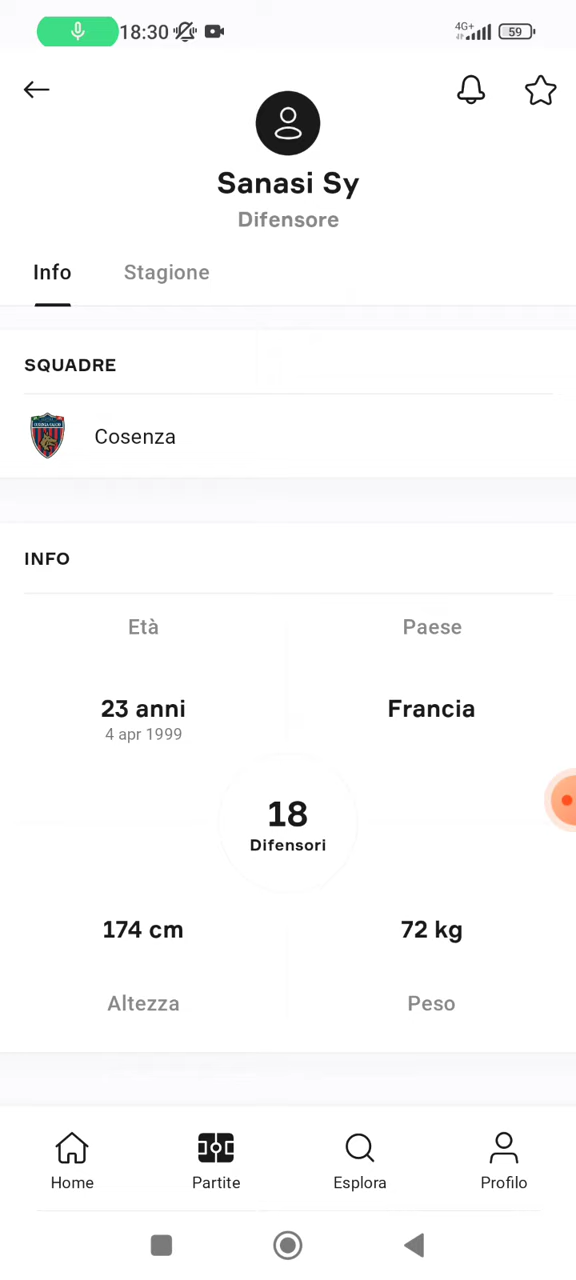 18:30
4G+
59
Sanasi Sy
Difensore
Info
Stagione
SQUADRE
Cosenza
INFO
Età
Paese
23 anni
Francia
4 apr 1999
18
Difensori
174 cm
72 kg
Altezza
Peso
Home
Partite
Esplora
Profilo